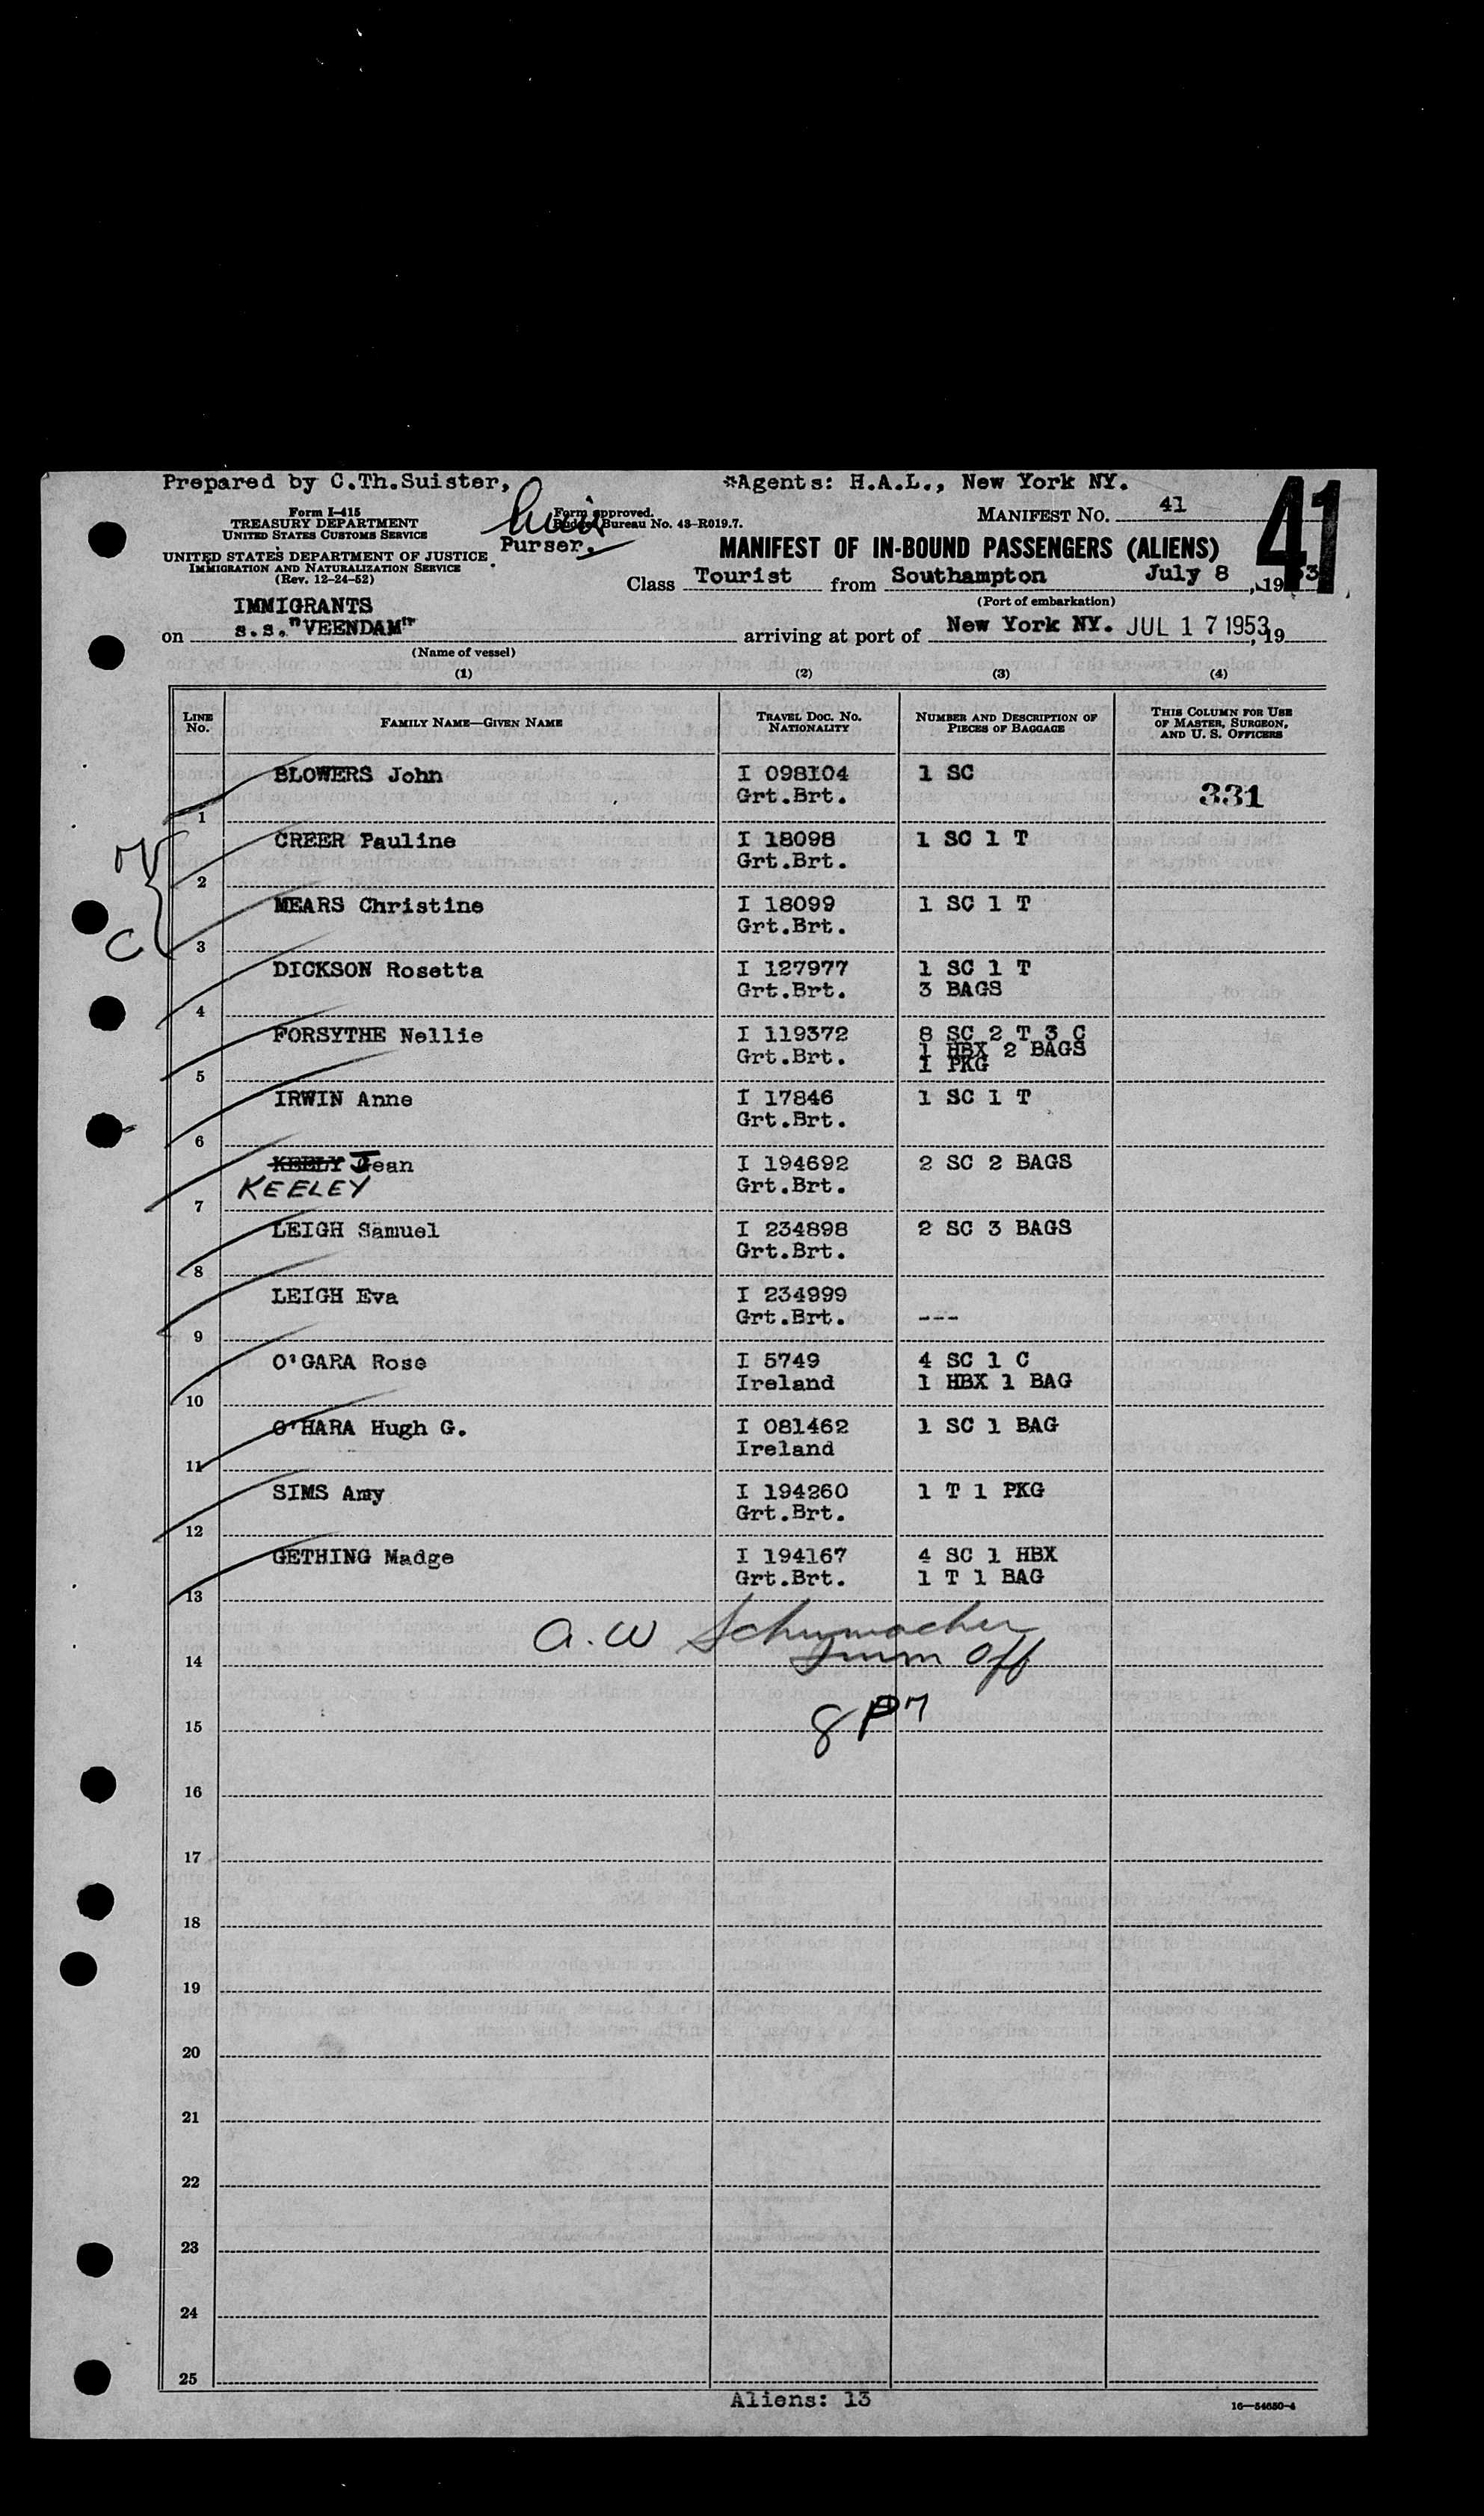 Prepared by C.Th.Suister,
*Agents: H.A.L., New York NY.
41
Form I-415
TREASURY DEPARTMENT
UNITED STATES CUSTOMS SERVICE
UNITED STATES DEPARTMENT OF JUSTICE
IMMIGRATION AND NATURALIZATION SERVICE
(Rev. 12-24-52)
Form approved.
Budget Bureau No. 43-R019.7.
Purser.
MANIFEST NO. 41
MANIFEST OF IN-BOUND PASSENGERS (ALIENS)
Class Tourist from Southampton July 8, 1953
(Port of embarkation)
IMMIGRANTS
on s.s."VEENDAM" arriving at port of New York NY. JUL 17 1953, 19
(Name of vessel)
(1) (2) (3) (4)
LINE NO. FAMILY NAME—GIVEN NAME TRAVEL DOC. NO. NATIONALITY NUMBER AND DESCRIPTION OF PIECES OF BAGGAGE THIS COLUMN FOR USE OF MASTER, SURGEON, AND U. S. OFFICERS
BLOWERS John I 098104 1 SC
1 Grt.Brt. 331
CREER Pauline I 18098 1 SC 1 T
2 Grt.Brt.
MEARS Christine I 18099 1 SC 1 T
C 3 Grt.Brt.
DICKSON Rosetta I 127977 1 SC 1 T
4 Grt.Brt. 3 BAGS
FORSYTHE Nellie I 119372 8 SC 2 T 3 C
5 Grt.Brt. 1 HBX 2 BAGS
1 PKG
IRWIN Anne I 17846 1 SC 1 T
6 Grt.Brt.
KEELY Jean I 194692 2 SC 2 BAGS
7 KEELEY Grt.Brt.
LEIGH Samuel I 234898 2 SC 3 BAGS
8 Grt.Brt.
LEIGH Eva I 234999
9 Grt.Brt. ---
O'GARA Rose I 5749 4 SC 1 C
10 Ireland 1 HBX 1 BAG
O'HARA Hugh G. I 081462 1 SC 1 BAG
11 Ireland
SIMS Amy I 194260 1 T 1 PKG
12 Grt.Brt.
GETHING Madge I 194167 4 SC 1 HBX
13 Grt.Brt. 1 T 1 BAG
A. W Schumacher
14 Imm Off
15 8 PM
16
17
18
19
20
21
22
23
24
25
Aliens: 13
16—54650-4